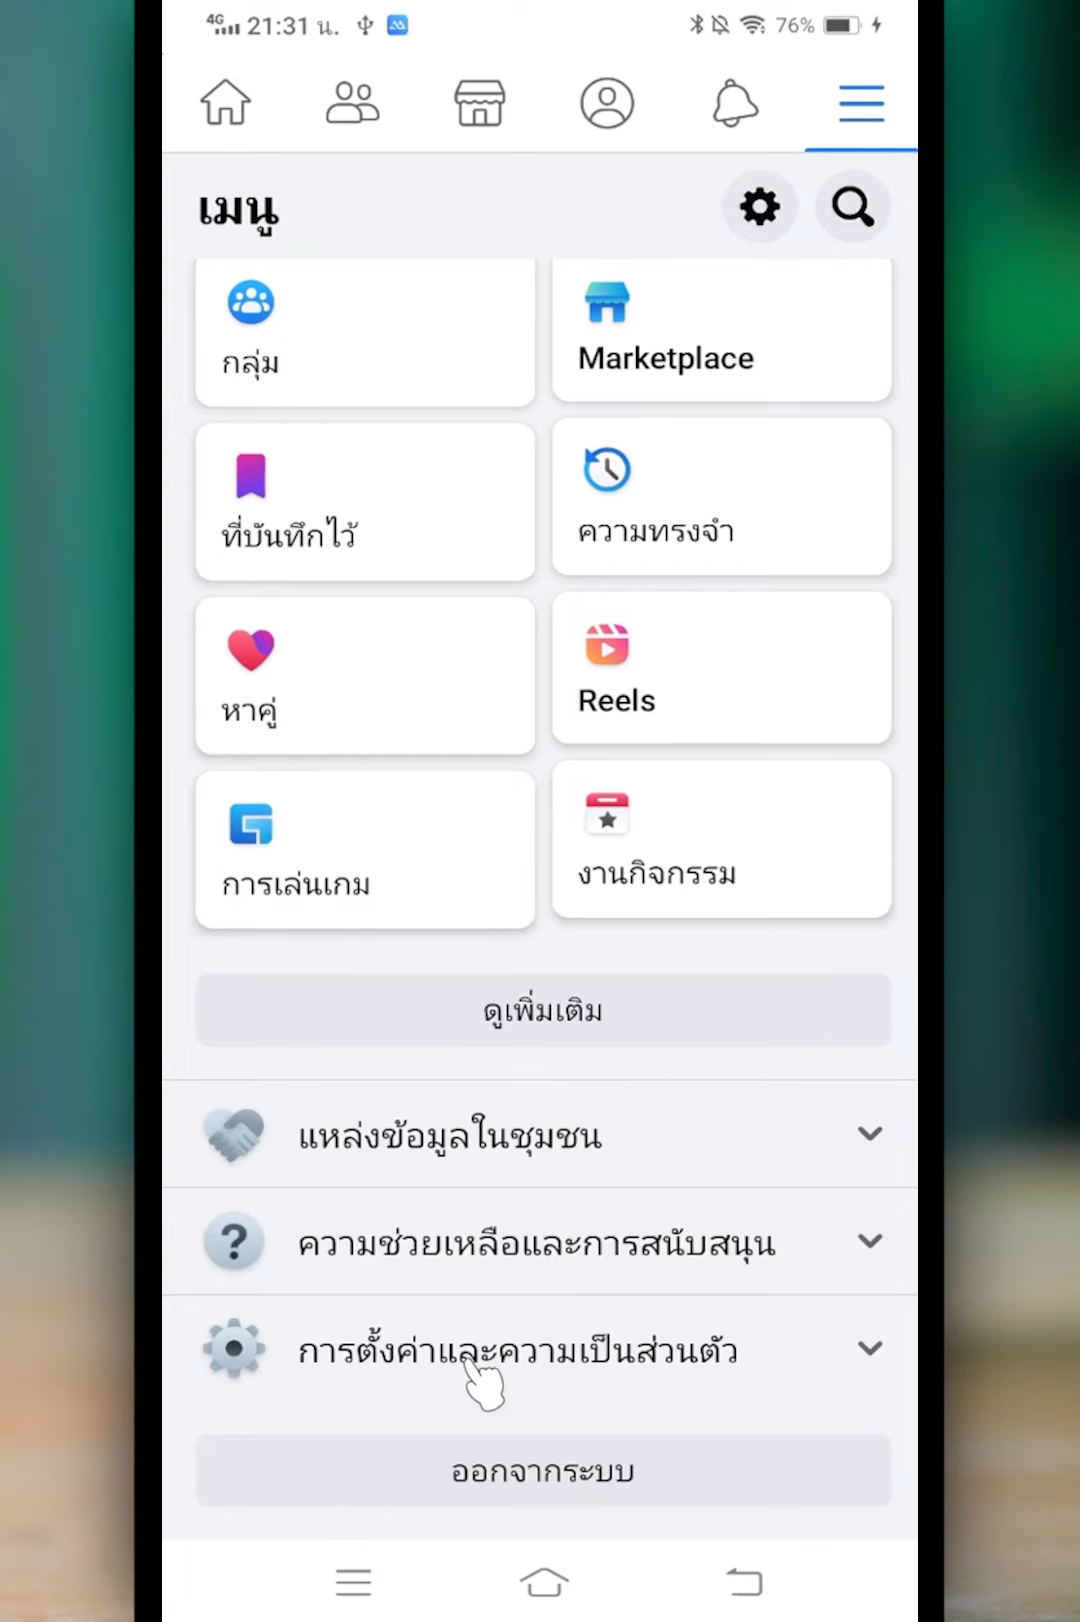 4G 21:31 น. 76%
เมนู
กลุ่ม
Marketplace
ที่บันทึกไว้
ความทรงจำ
หาคู่
Reels
การเล่นเกม
งานกิจกรรม
ดูเพิ่มเติม
แหล่งข้อมูลในชุมชน
ความช่วยเหลือและการสนับสนุน
การตั้งค่าและความเป็นส่วนตัว
ออกจากระบบ